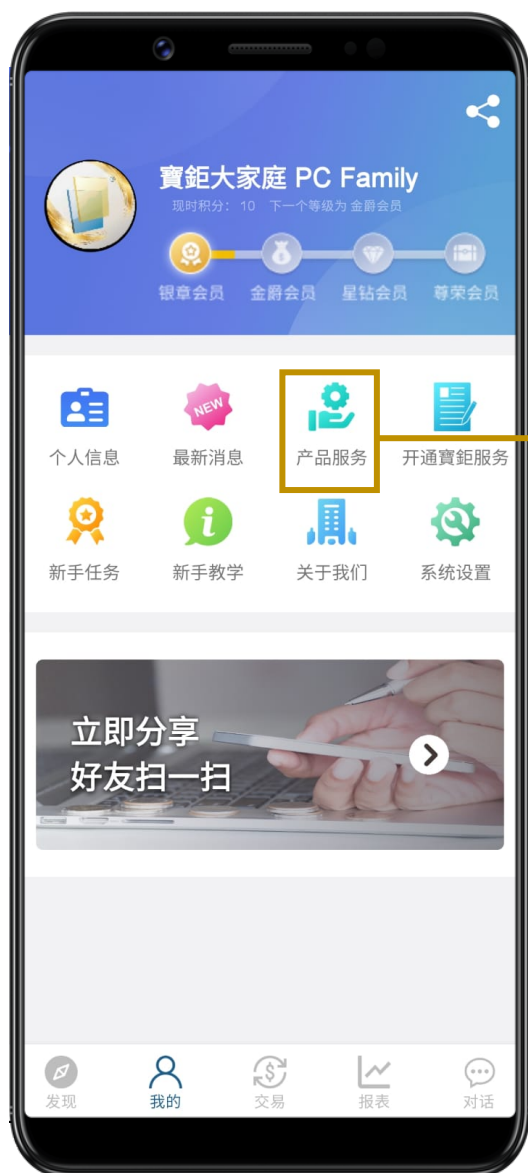 寶鉅大家庭 PC Family
现时积分： 10 下一个等级为 金爵会员
银章会员 金爵会员 星钻会员 尊荣会员
NEW
个人信息 最新消息 产品服务 开通寶鉅服务
新手任务 新手教学 关于我们 系统设置
立即分享
好友扫一扫
发现 我的 交易 报表 对话